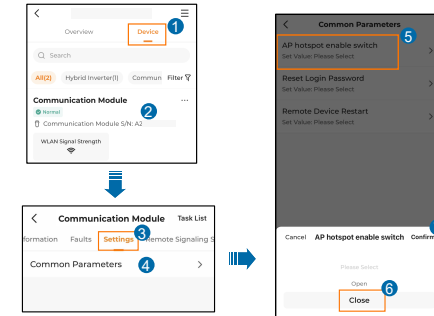 Overview Device 1
Search
All(2) Hybrid Inverter(1) Commun Filter
Communication Module ...
Normal 2
Communication Module S/N: A2
WLAN Signal Strength
Communication Module Task List
formation Faults Settings 3 Remote Signaling S
Common Parameters 4
Common Parameters
AP hotspot enable switch 5
Set Value: Please Select
Reset Login Password
Set Value: Please Select
Remote Device Restart
Set Value: Please Select
Cancel AP hotspot enable switch Confirm
Please Select
Open
Close 6